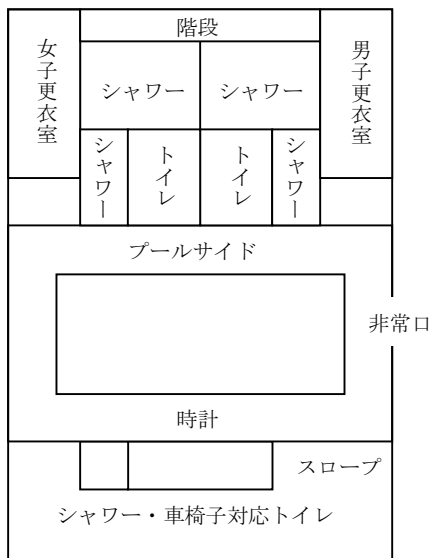 階段
女子更衣室
男子更衣室
シャワー
シャワー
シャワー
トイレ
トイレ
シャワー
プールサイド
非常口
時計
スロープ
シャワー・車椅子対応トイレ